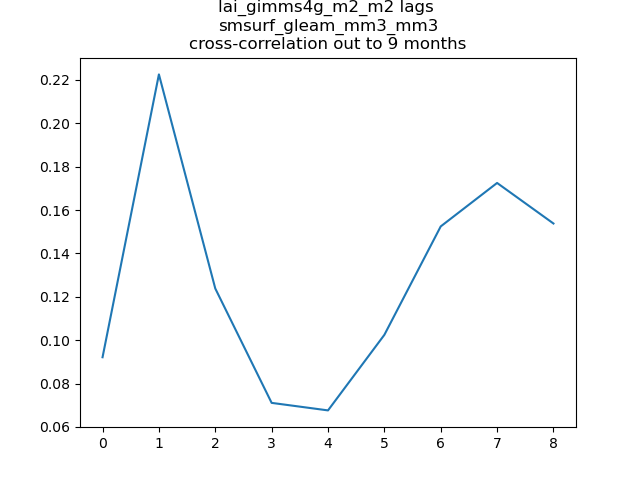 lai_gimms4g_m2_m2 lags
smsurf_gleam_mm3_mm3
cross-correlation out to 9 months
0.22
0.20
0.18
0.16
0.14
0.12
0.10
0.08
0.06
0 1 2 3 4 5 6 7 8